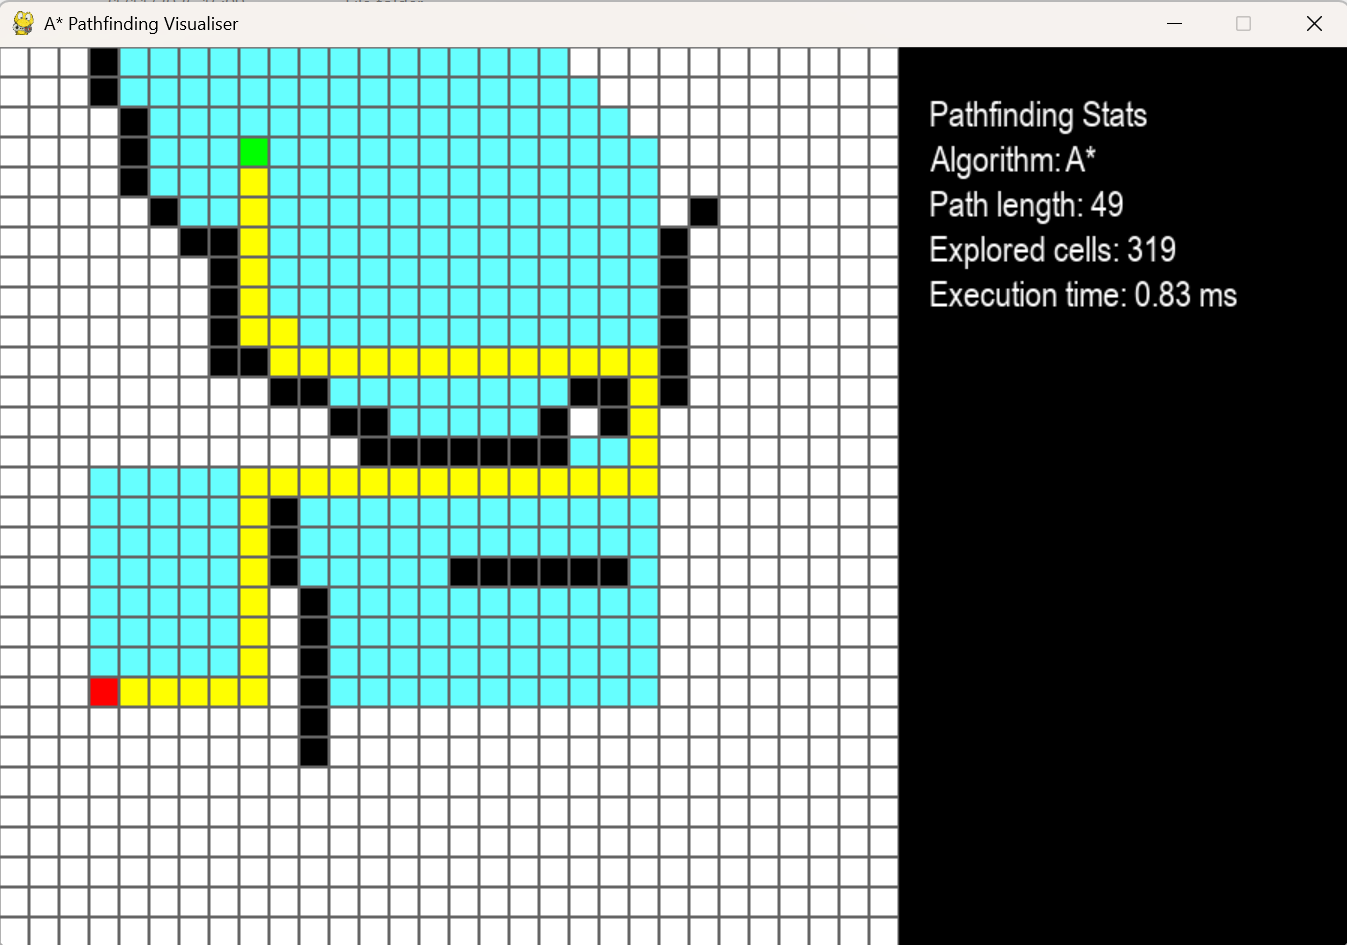 A* Pathfinding Visualiser
Pathfinding Stats
Algorithm: A*
Path length: 49
Explored cells: 319
Execution time: 0.83 ms